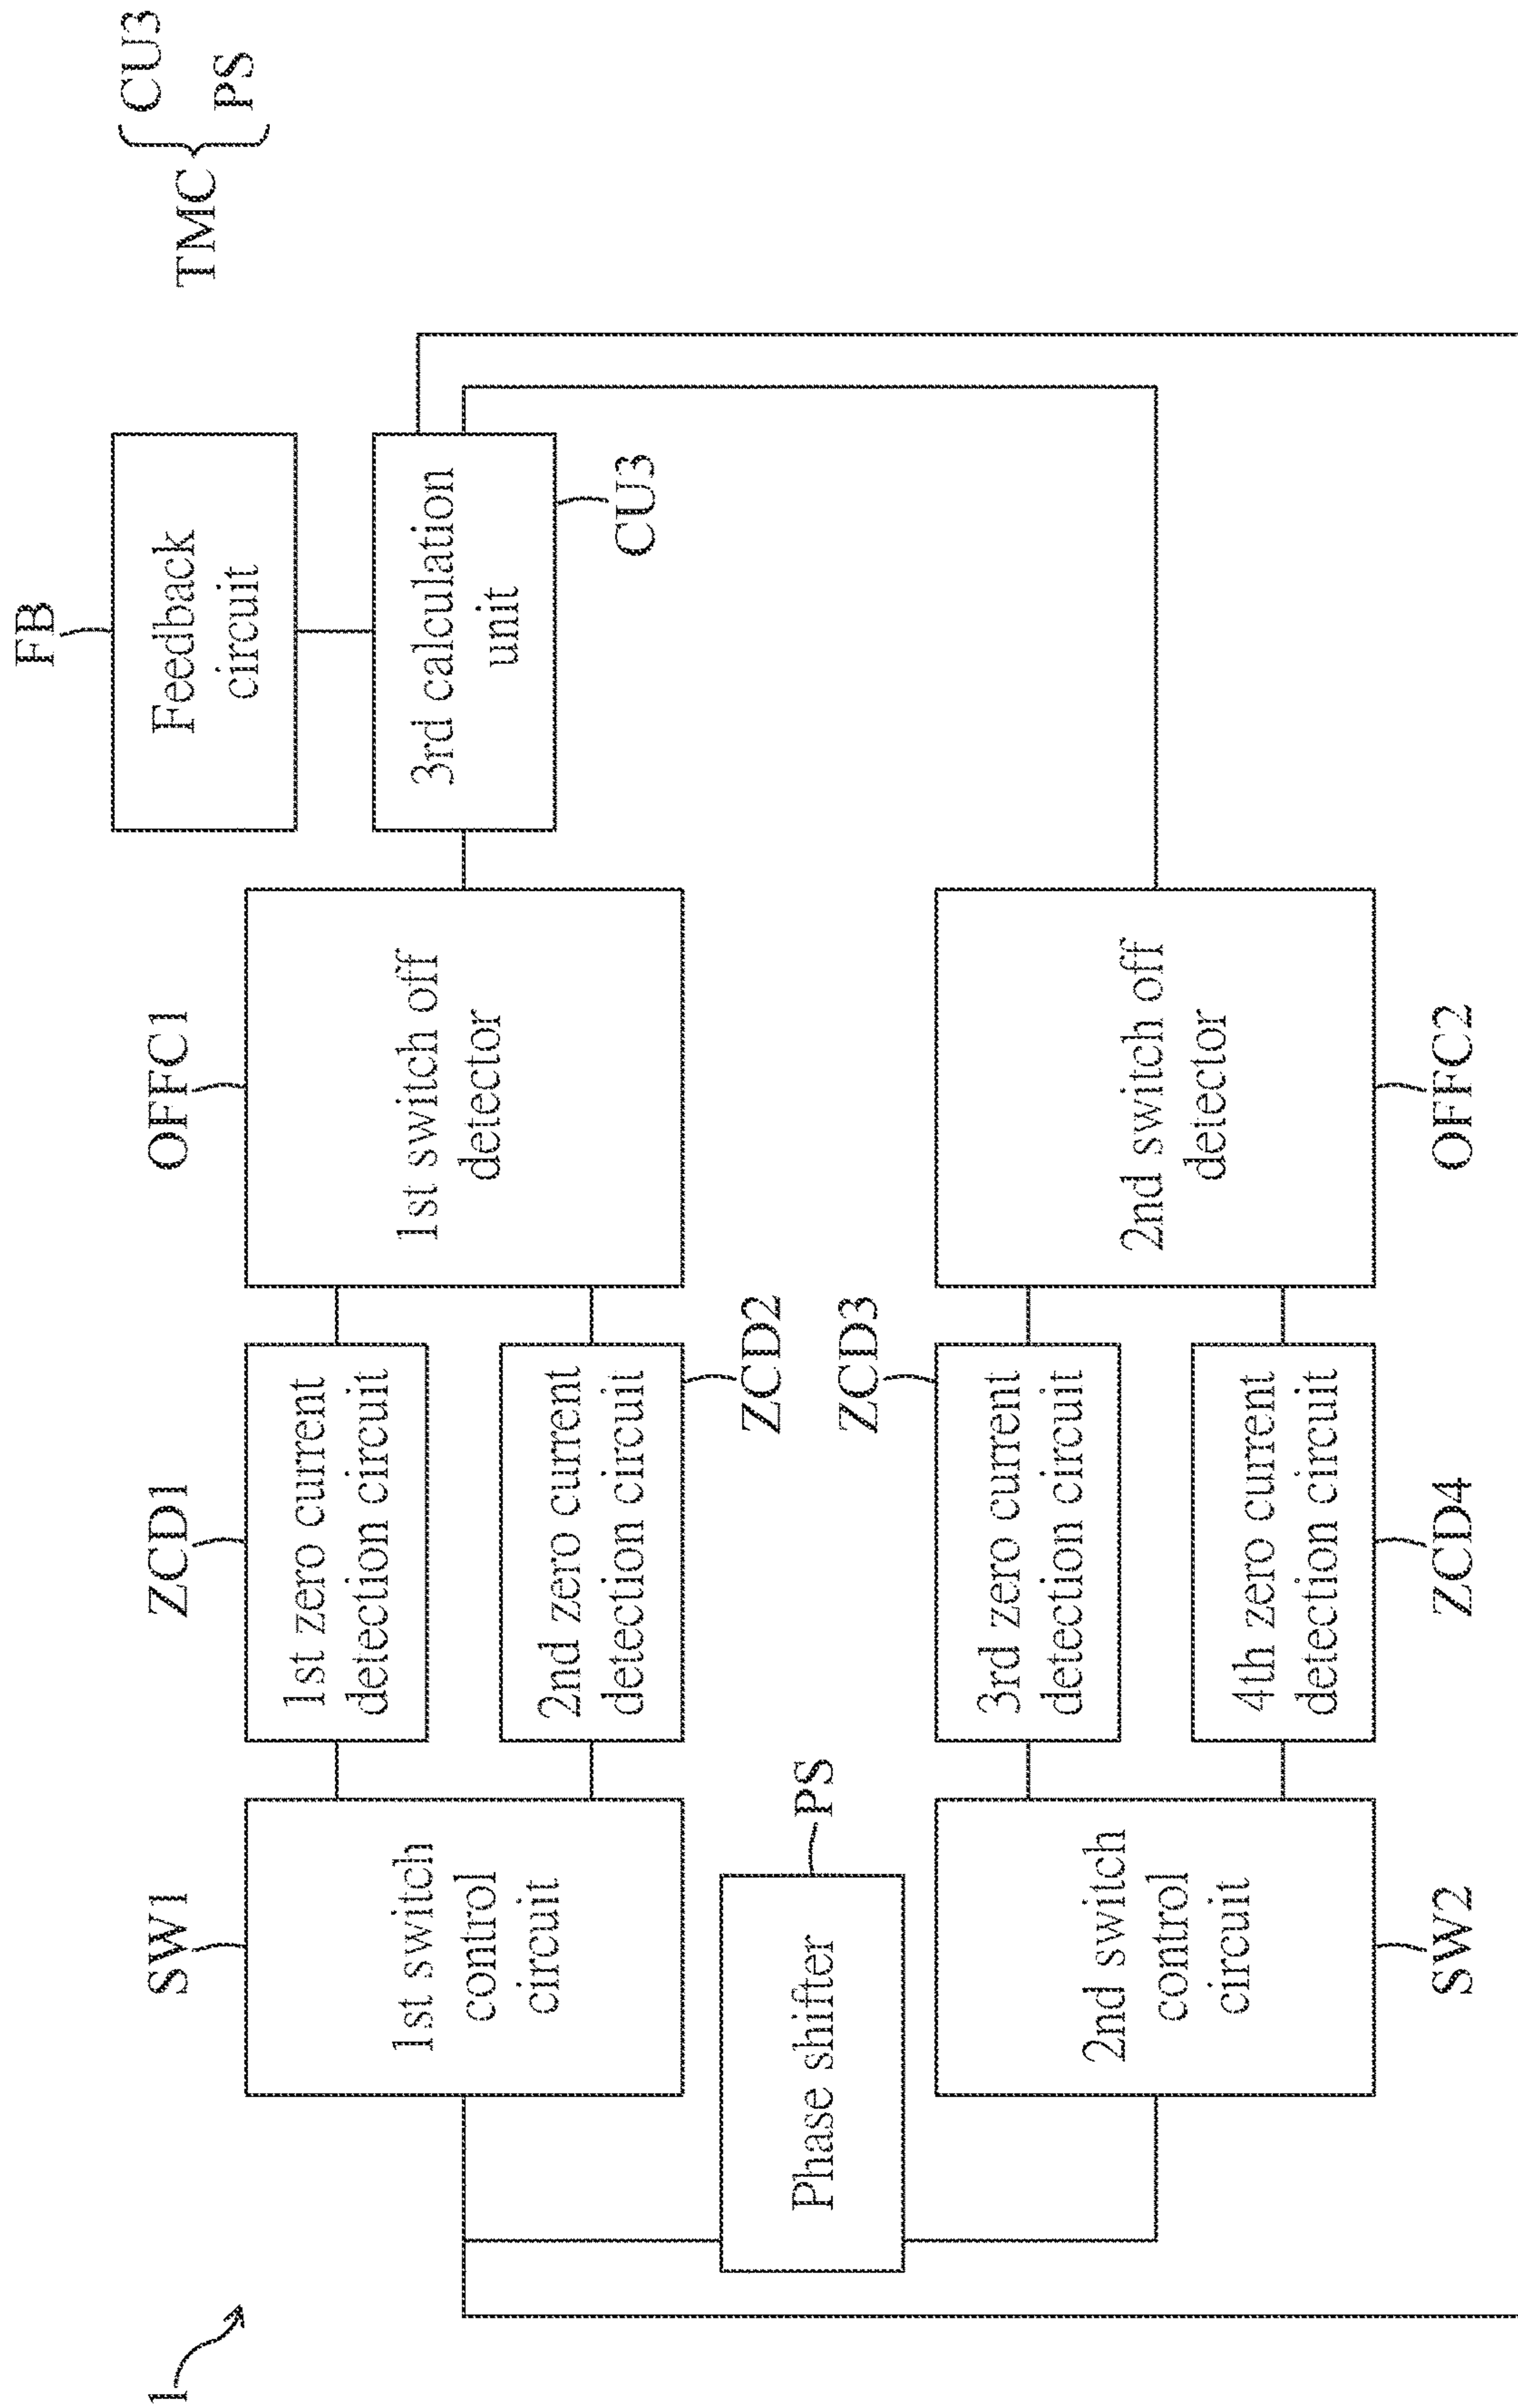 1
SW1
1st switch
control
circuit
ZCD1
1st zero current
detection circuit
2nd zero current
detection circuit
ZCD2
OFFC1
1st switch off
detector
FB
Feedback
circuit
3rd calculation
unit
CU3
TMC
CU3
PS
Phase shifter
PS
2nd switch
control
circuit
SW2
ZCD3
3rd zero current
detection circuit
4th zero current
detection circuit
ZCD4
2nd switch off
detector
OFFC2